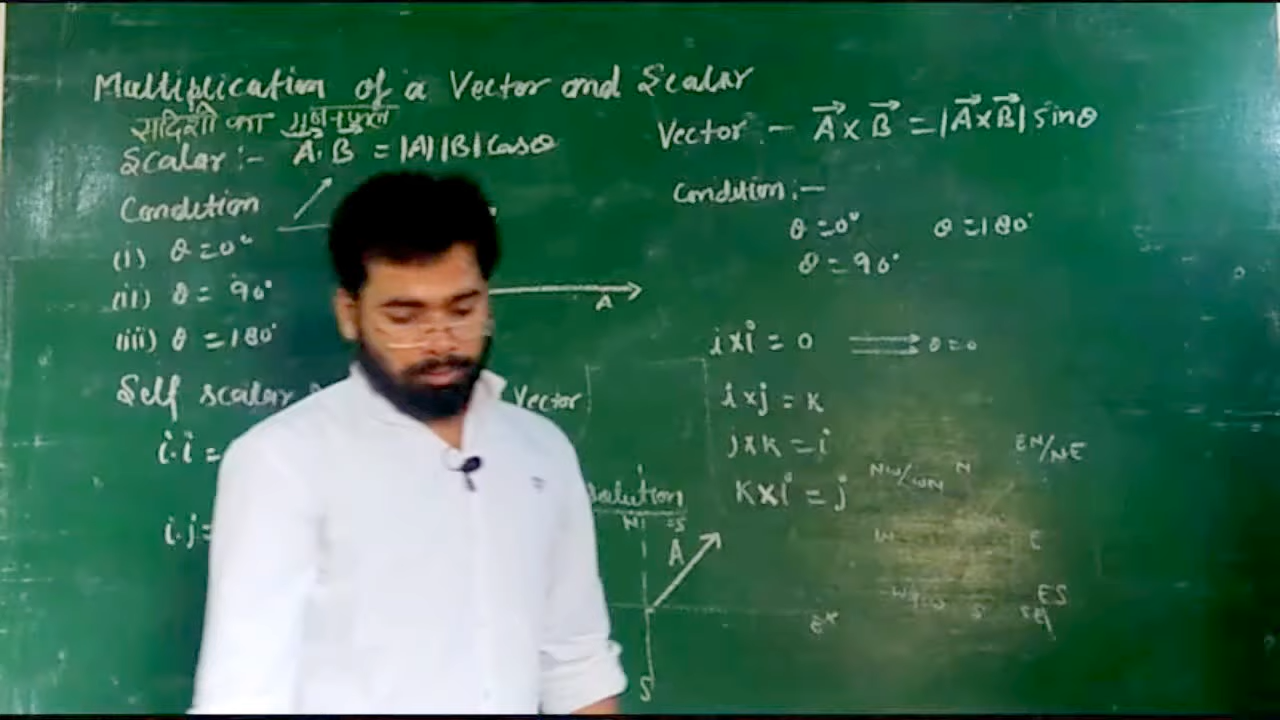 Multiplication of a Vector and Scalar
सदिशों का गुणनफल
Scalar :- A⃗ · B⃗ = |A| |B| Cosθ
Condition
(i) θ = 0°
(ii) θ = 90°
(iii) θ = 180°
A
Self scalar
Vector
i.i =
i.j =
solution
N
=S
A
E
S
Vector :- A⃗ × B⃗ = |A⃗×B⃗| sinθ
Condition :-
θ = 0° θ = 180°
θ = 90°
i×i = 0 θ = 0
i×j = k
j×k = i
k×i = j
EN/NE
NW/WN N
W E
ES
S SE